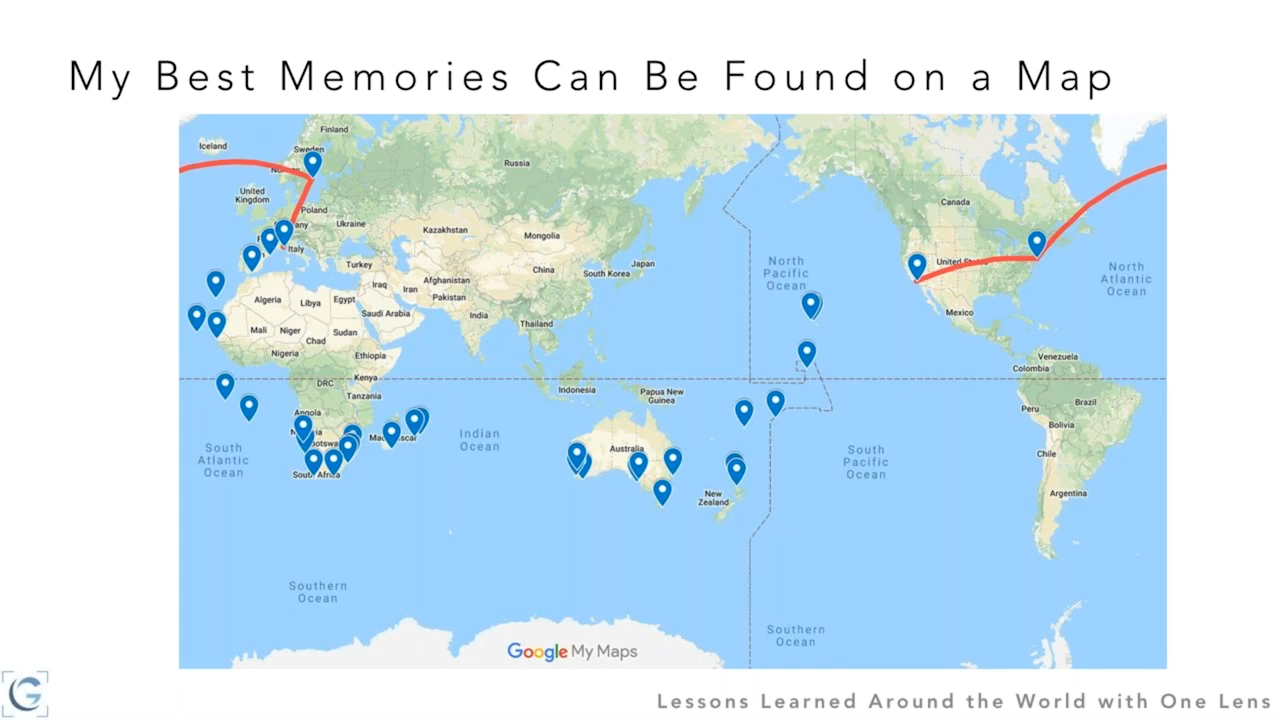 My Best Memories Can Be Found on a Map
Finland
Iceland
Sweden
Russia
United
Kingdom
Canada
Poland
Ukraine
Kazakhstan
Mongolia
Italy
Turkey
Japan
North
Pacific
Ocean
China
South Korea
North
Atlantic
Ocean
Iraq
Iran
Afghanistan
Pakistan
Algeria
Libya
Egypt
Saudi Arabia
India
Mexico
Thailand
Mali
Niger
Sudan
Chad
Nigeria
Ethiopia
Venezuela
Colombia
DRC
Kenya
Tanzania
Indonesia
Papua New
Guinea
Peru
Brazil
Angola
Bolivia
Indian
Ocean
Australia
South
Atlantic
Ocean
South
Pacific
Ocean
Chile
South Africa
New
Zealand
Argentina
Southern
Ocean
Southern
Ocean
Google My Maps
G
Lessons Learned Around the World with One Lens